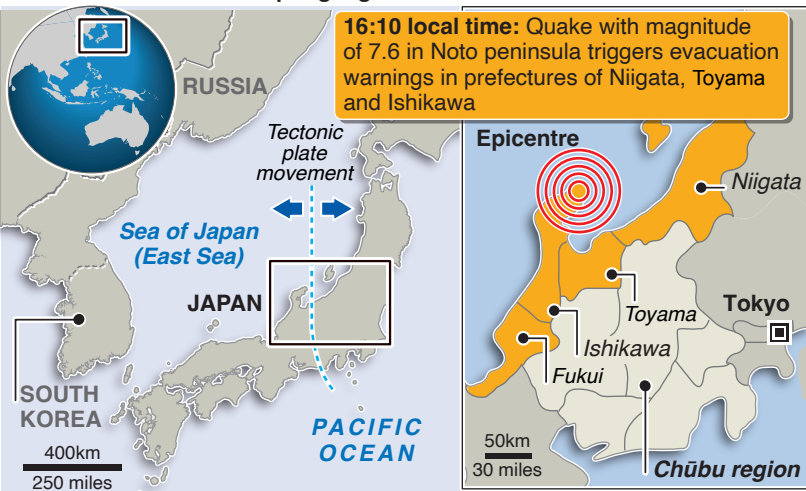 16:10 local time: Quake with magnitude
of 7.6 in Noto peninsula triggers evacuation
warnings in prefectures of Niigata, Toyama
and Ishikawa
RUSSIA
Tectonic
plate
movement
Sea of Japan
(East Sea)
JAPAN
SOUTH
KOREA
PACIFIC
OCEAN
400km
250 miles
Epicentre
Niigata
Toyama
Tokyo
Ishikawa
Fukui
50km
30 miles
Chūbu region